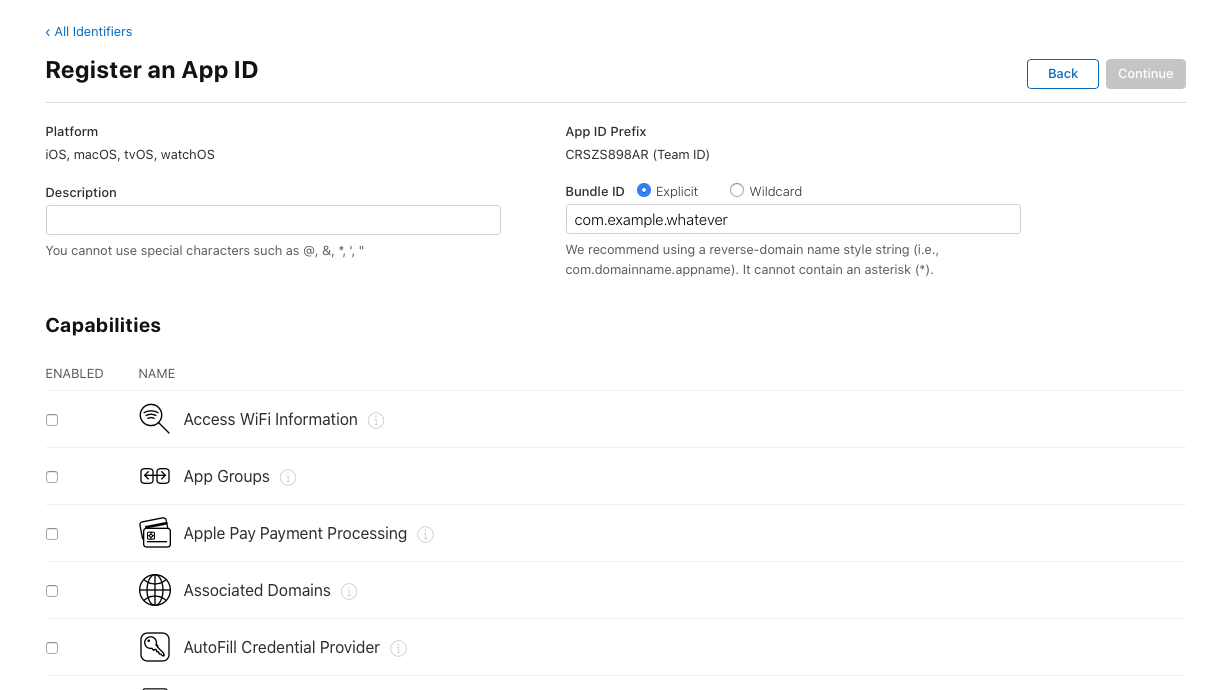 ‹ All Identifiers
Register an App ID
Back
Continue
Platform
iOS, macOS, tvOS, watchOS
App ID Prefix
CRSZS898AR (Team ID)
Description
You cannot use special characters such as @, &, *, ', "
Bundle ID Explicit Wildcard
com.example.whatever
We recommend using a reverse-domain name style string (i.e.,
com.domainname.appname). It cannot contain an asterisk (*).
Capabilities
ENABLED NAME
Access WiFi Information
App Groups
Apple Pay Payment Processing
Associated Domains
AutoFill Credential Provider